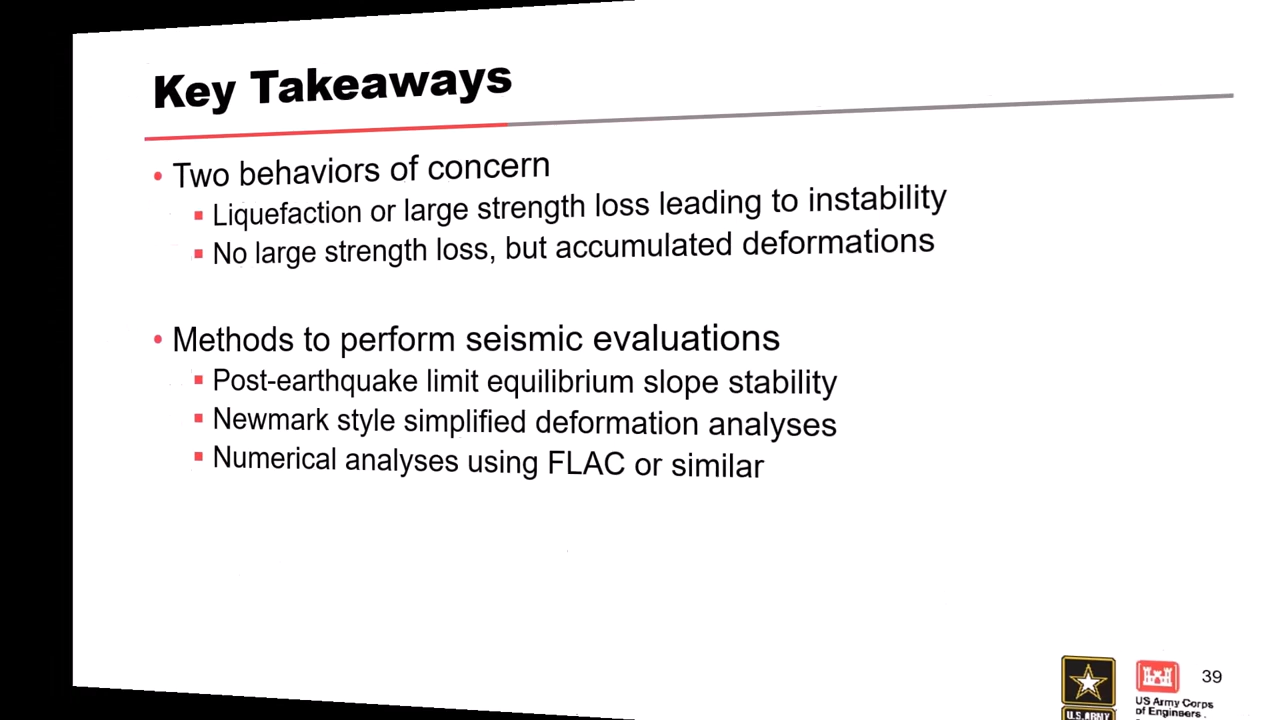 Key Takeaways
• Two behaviors of concern
▪ Liquefaction or large strength loss leading to instability
▪ No large strength loss, but accumulated deformations
• Methods to perform seismic evaluations
▪ Post-earthquake limit equilibrium slope stability
▪ Newmark style simplified deformation analyses
▪ Numerical analyses using FLAC or similar
39
U.S. ARMY
US Army Corps
of Engineers.